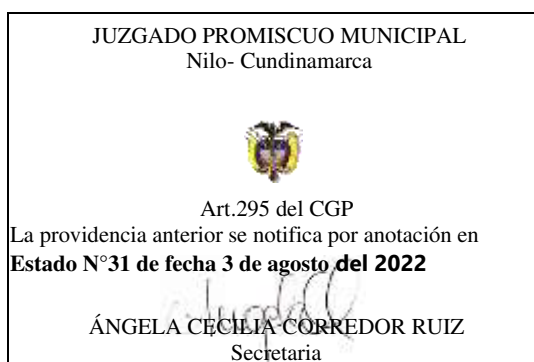 JUZGADO PROMISCUO MUNICIPAL
Nilo- Cundinamarca
Art.295 del CGP
La providencia anterior se notifica por anotación en
Estado N°31 de fecha 3 de agosto del 2022
ÁNGELA CECILIA CORREDOR RUIZ
Secretaria